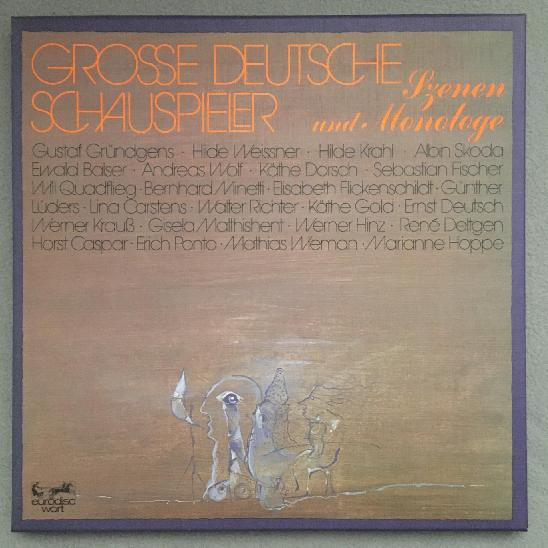 GROSSE DEUTSCHE
SCHAUSPIELER
Szenen
und Monologe
Gustaf Gründgens · Hilde Weissner · Hilde Krahl · Albin Skoda
Ewald Balser · Andreas Wolf · Käthe Dorsch · Sebastian Fischer
Will Quadflieg · Bernhard Minetti · Elisabeth Flickenschildt · Günther
Lüders · Lina Carstens · Walter Richter · Käthe Gold · Ernst Deutsch
Werner Krauß · Gisela Matthishent · Werner Hinz · René Deltgen
Horst Caspar · Erich Ponto · Mathias Wieman · Marianne Hoppe
eurodisc
wort